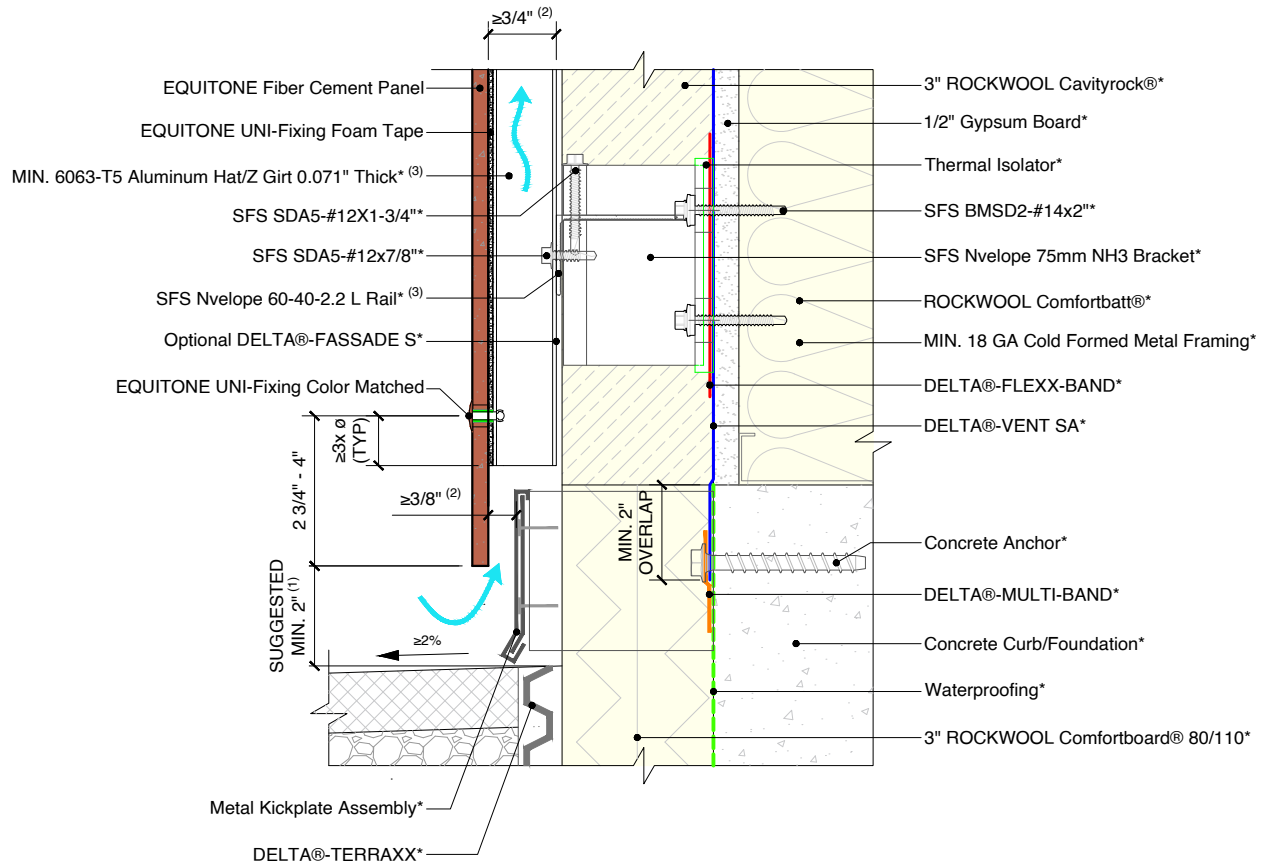 ≥3/4" (2)
EQUITONE Fiber Cement Panel
EQUITONE UNI-Fixing Foam Tape
MIN. 6063-T5 Aluminum Hat/Z Girt 0.071" Thick* (3)
SFS SDA5-#12X1-3/4"*
SFS SDA5-#12x7/8"*
SFS Nvelope 60-40-2.2 L Rail* (3)
Optional DELTA®-FASSADE S*
EQUITONE UNI-Fixing Color Matched
≥3x ø
(TYP)
2 3/4" - 4"
≥3/8" (2)
SUGGESTED
MIN. 2" (1)
≥2%
MIN. 2"
OVERLAP
Metal Kickplate Assembly*
DELTA®-TERRAXX*
3" ROCKWOOL Cavityrock®*
1/2" Gypsum Board*
Thermal Isolator*
SFS BMSD2-#14x2"*
SFS Nvelope 75mm NH3 Bracket*
ROCKWOOL Comfortbatt®*
MIN. 18 GA Cold Formed Metal Framing*
DELTA®-FLEXX-BAND*
DELTA®-VENT SA*
Concrete Anchor*
DELTA®-MULTI-BAND*
Concrete Curb/Foundation*
Waterproofing*
3" ROCKWOOL Comfortboard® 80/110*